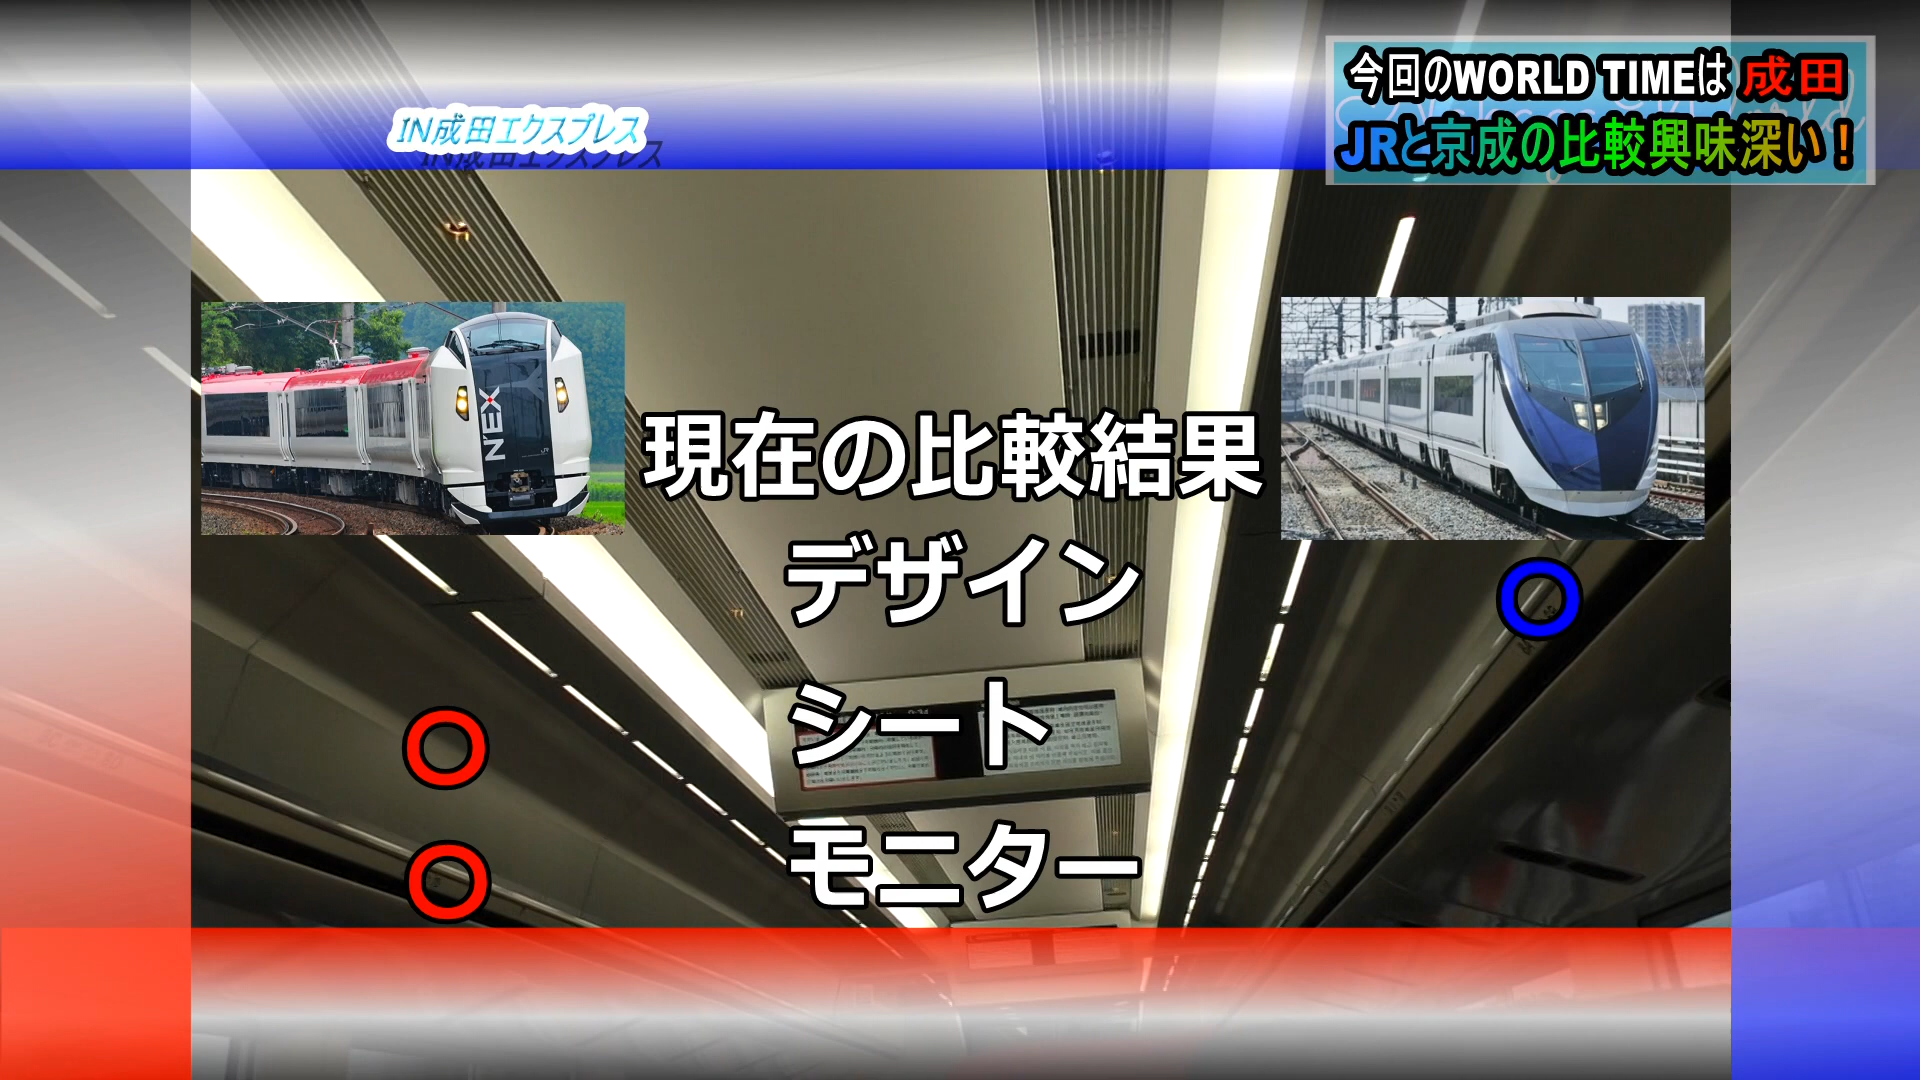 今回のWORLD TIMEは 成田
JRと京成の比較興味深い！
IN成田エクスプレス
N'EX
現在の比較結果
デザイン
シート
モニター